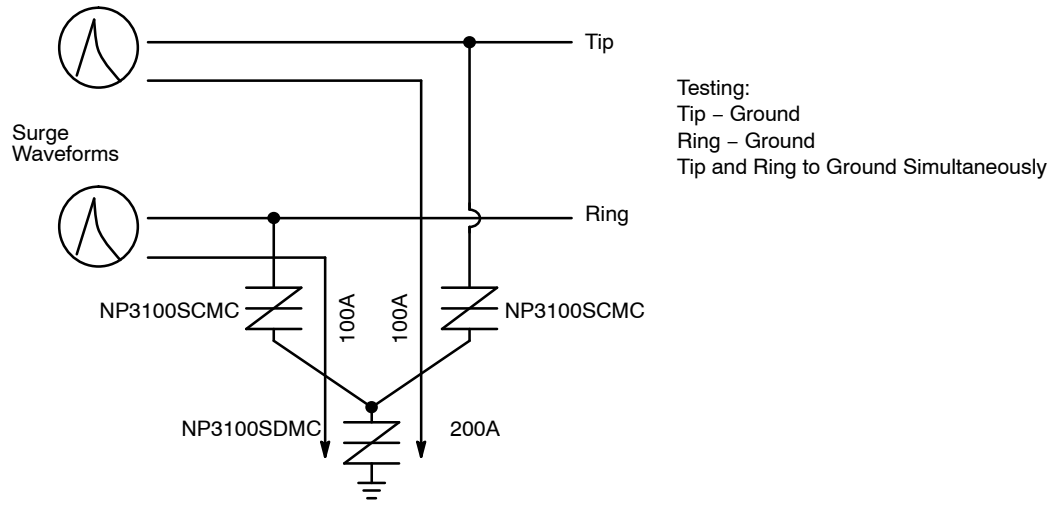 Tip
Testing:
Tip – Ground
Ring – Ground
Tip and Ring to Ground Simultaneously
Surge
Waveforms
Ring
NP3100SCMC
100A
100A
NP3100SCMC
NP3100SDMC
200A